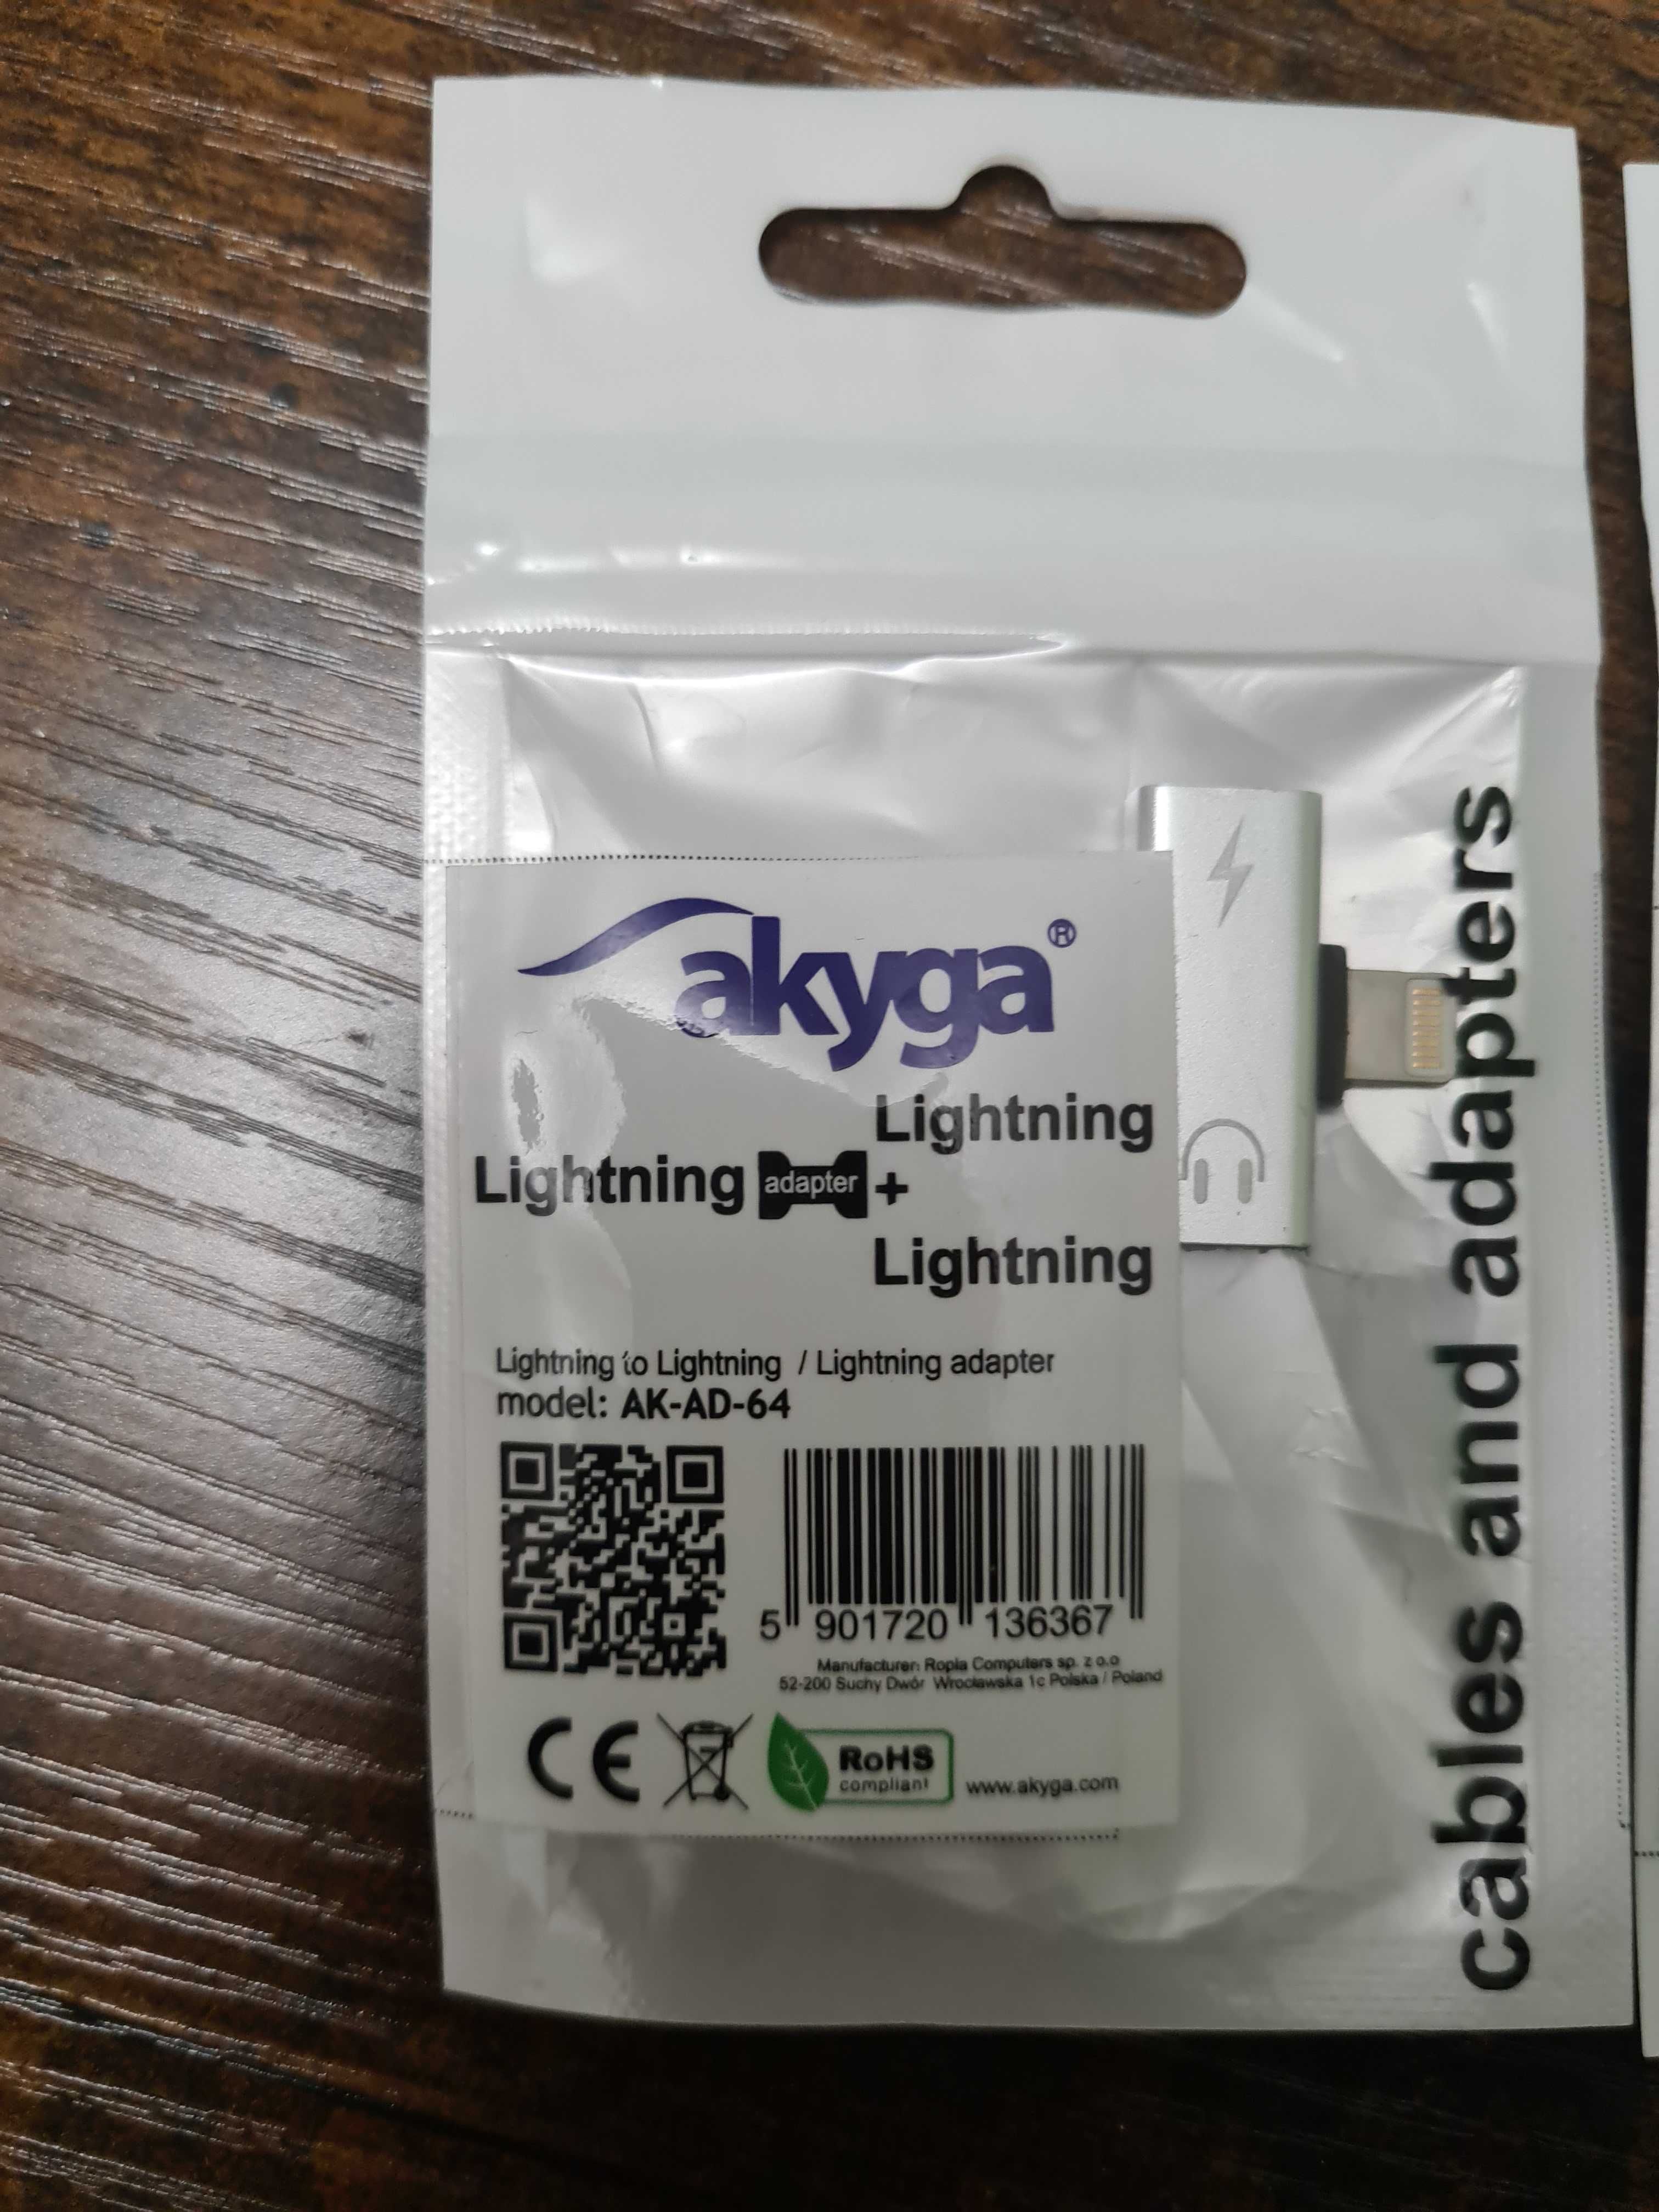 akyga®
Lightning
Lightning adapter +
Lightning
Lightning to Lightning / Lightning adapter
model: AK-AD-64
5 901720 136367
Manufacturer: Ropla Computers sp. z o.o
52-200 Suchy Dwór Wrocławska 1c Polska / Poland
CE
RoHS
compliant
www.akyga.com
cables and adapters